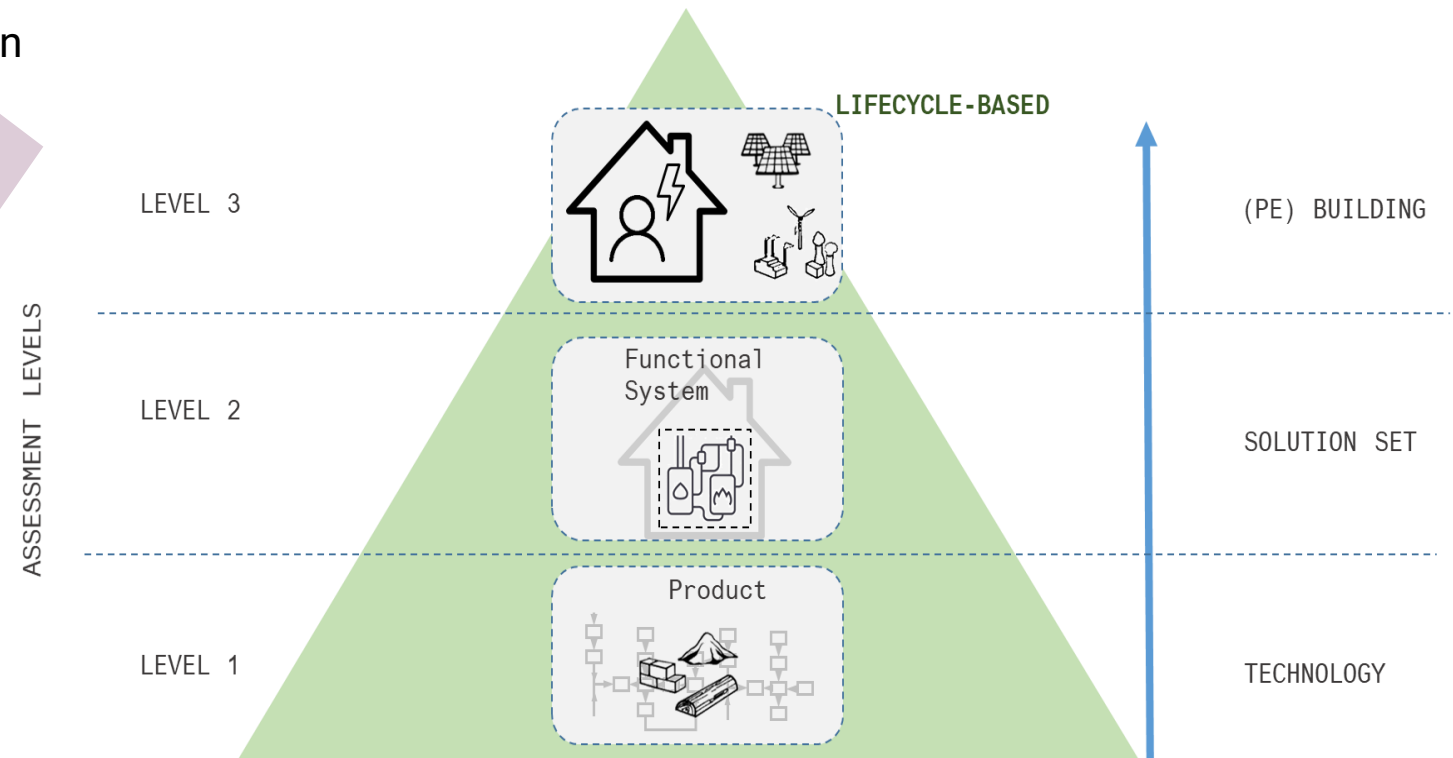 n
LIFECYCLE-BASED
LEVEL 3
(PE) BUILDING
ASSESSMENT LEVELS
Functional
System
LEVEL 2
SOLUTION SET
Product
LEVEL 1
TECHNOLOGY